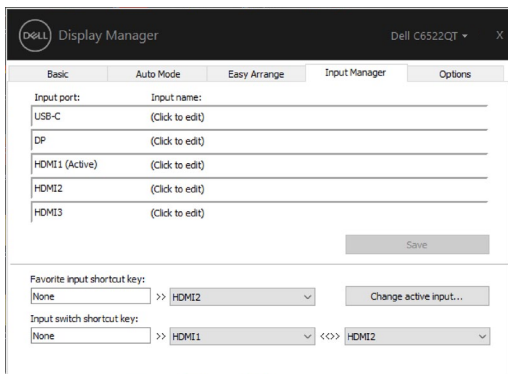 DELL Display Manager Dell C6522QT X
Basic Auto Mode Easy Arrange Input Manager Options
Input port: Input name:
USB-C (Click to edit)
DP (Click to edit)
HDMI1 (Active) (Click to edit)
HDMI2 (Click to edit)
HDMI3 (Click to edit)
Save
Favorite input shortcut key:
None >> HDMI2 Change active input...
Input switch shortcut key:
None >> HDMI1 <<>> HDMI2